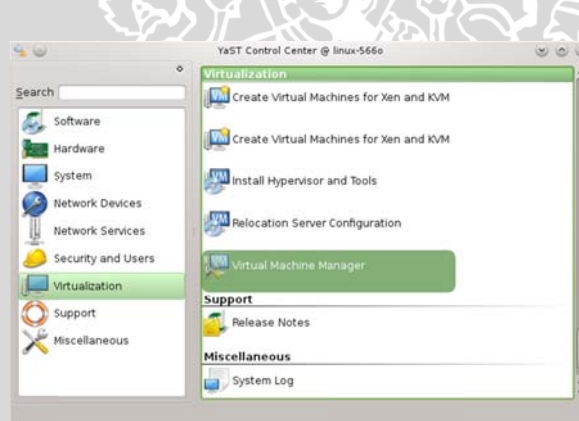 YaST Control Center @ linux-566o
Search
Software
Hardware
System
Network Devices
Network Services
Security and Users
Virtualization
Support
Miscellaneous
Virtualization
Create Virtual Machines for Xen and KVM
Create Virtual Machines for Xen and KVM
Install Hypervisor and Tools
Relocation Server Configuration
Virtual Machine Manager
Support
Release Notes
Miscellaneous
System Log